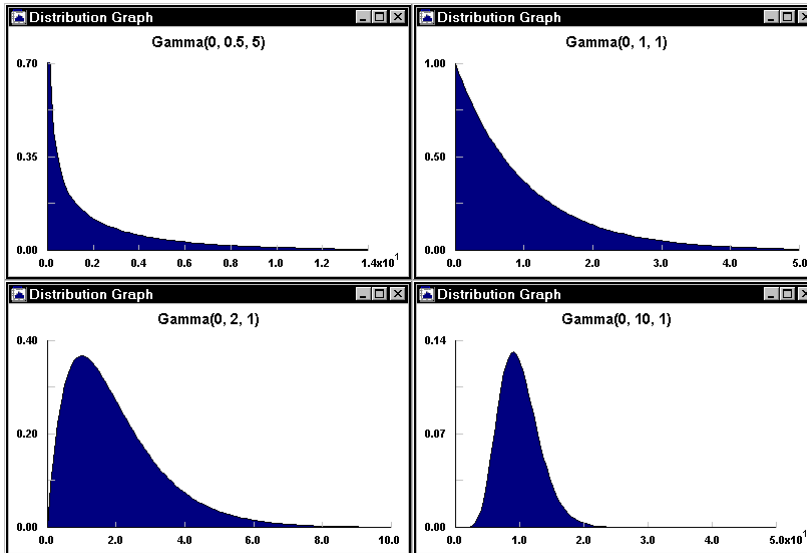 Distribution Graph
Gamma(0, 0.5, 5)
0.70
0.35
0.00
0.0 0.2 0.4 0.6 0.8 1.0 1.2 1.4x10¹
Distribution Graph
Gamma(0, 1, 1)
1.00
0.50
0.00
0.0 1.0 2.0 3.0 4.0 5.0
Distribution Graph
Gamma(0, 2, 1)
0.40
0.20
0.00
0.0 2.0 4.0 6.0 8.0 10.0
Distribution Graph
Gamma(0, 10, 1)
0.14
0.07
0.00
0.0 1.0 2.0 3.0 4.0 5.0x10¹